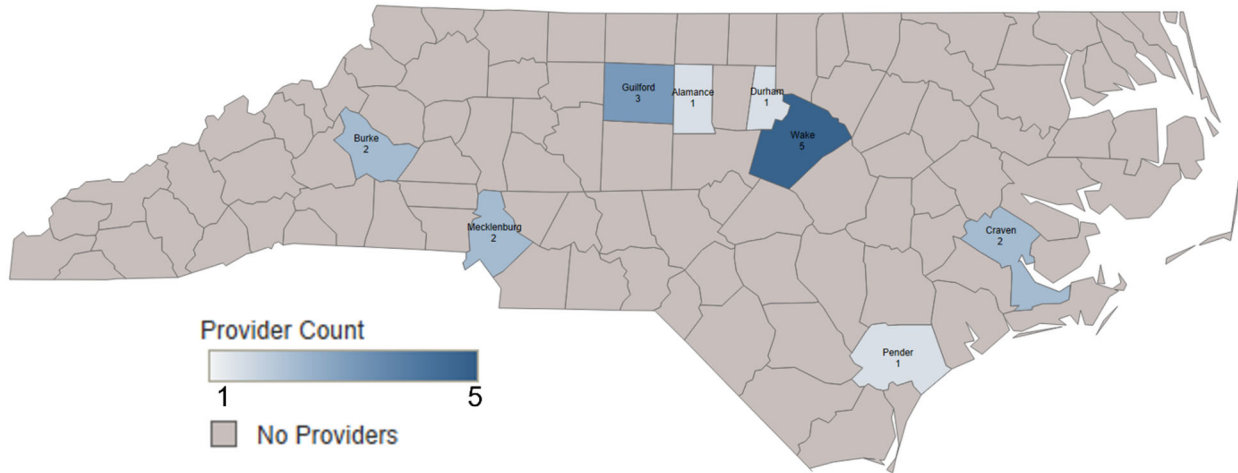 Guilford
3
Alamance
1
Durham
1
Wake
5
Burke
2
Mecklenburg
2
Craven
2
Pender
1
Provider Count
1 5
No Providers